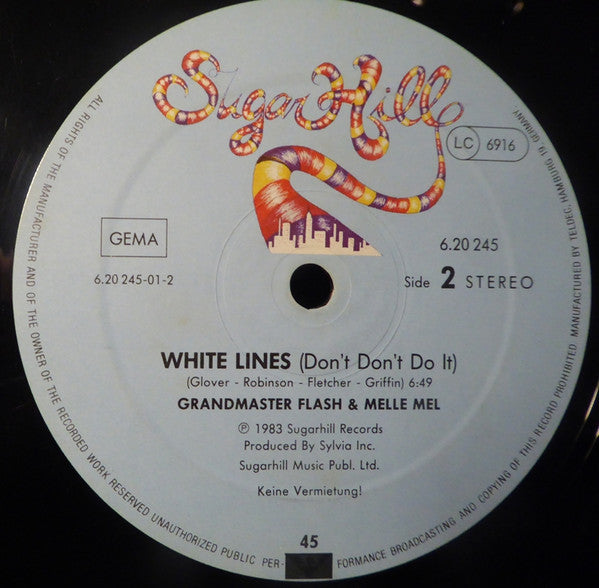 Sugar Hill
LC 6916
GEMA
6.20 245
6.20 245-01-2
Side 2 STEREO
WHITE LINES (Don't Don't Do It)
(Glover - Robinson - Fletcher - Griffin) 6:49
GRANDMASTER FLASH & MELLE MEL
℗ 1983 Sugarhill Records
Produced By Sylvia Inc.
Sugarhill Music Publ. Ltd.
Keine Vermietung!
45
ALL RIGHTS OF THE MANUFACTURER AND OF THE OWNER OF THE RECORDED WORK RESERVED UNAUTHORIZED PUBLIC PER- FORMANCE BROADCASTING AND COPYING OF THIS RECORD PROHIBITED. MANUFACTURED BY TELDEC, HAMBURG IN GERMANY